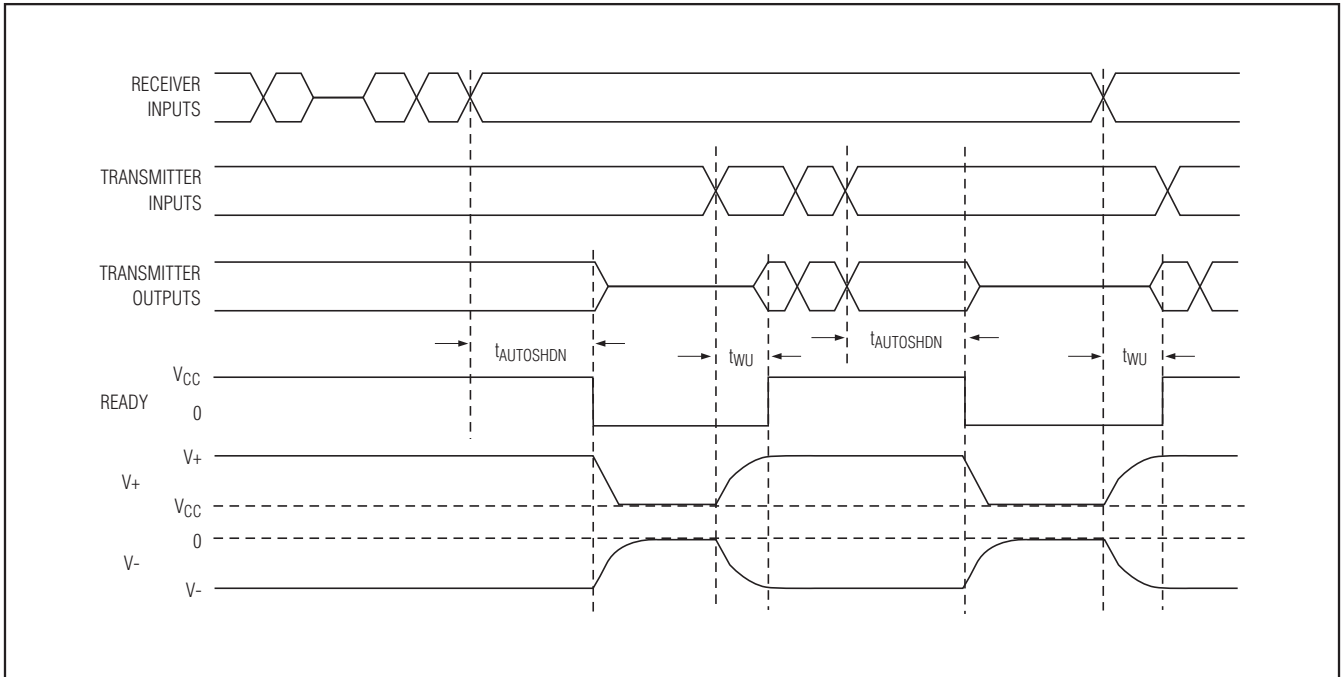 RECEIVER
INPUTS
TRANSMITTER
INPUTS
TRANSMITTER
OUTPUTS
tAUTOSHDN
tWU
tAUTOSHDN
tWU
VCC
READY
0
V+
V+
VCC
0
V-
V-